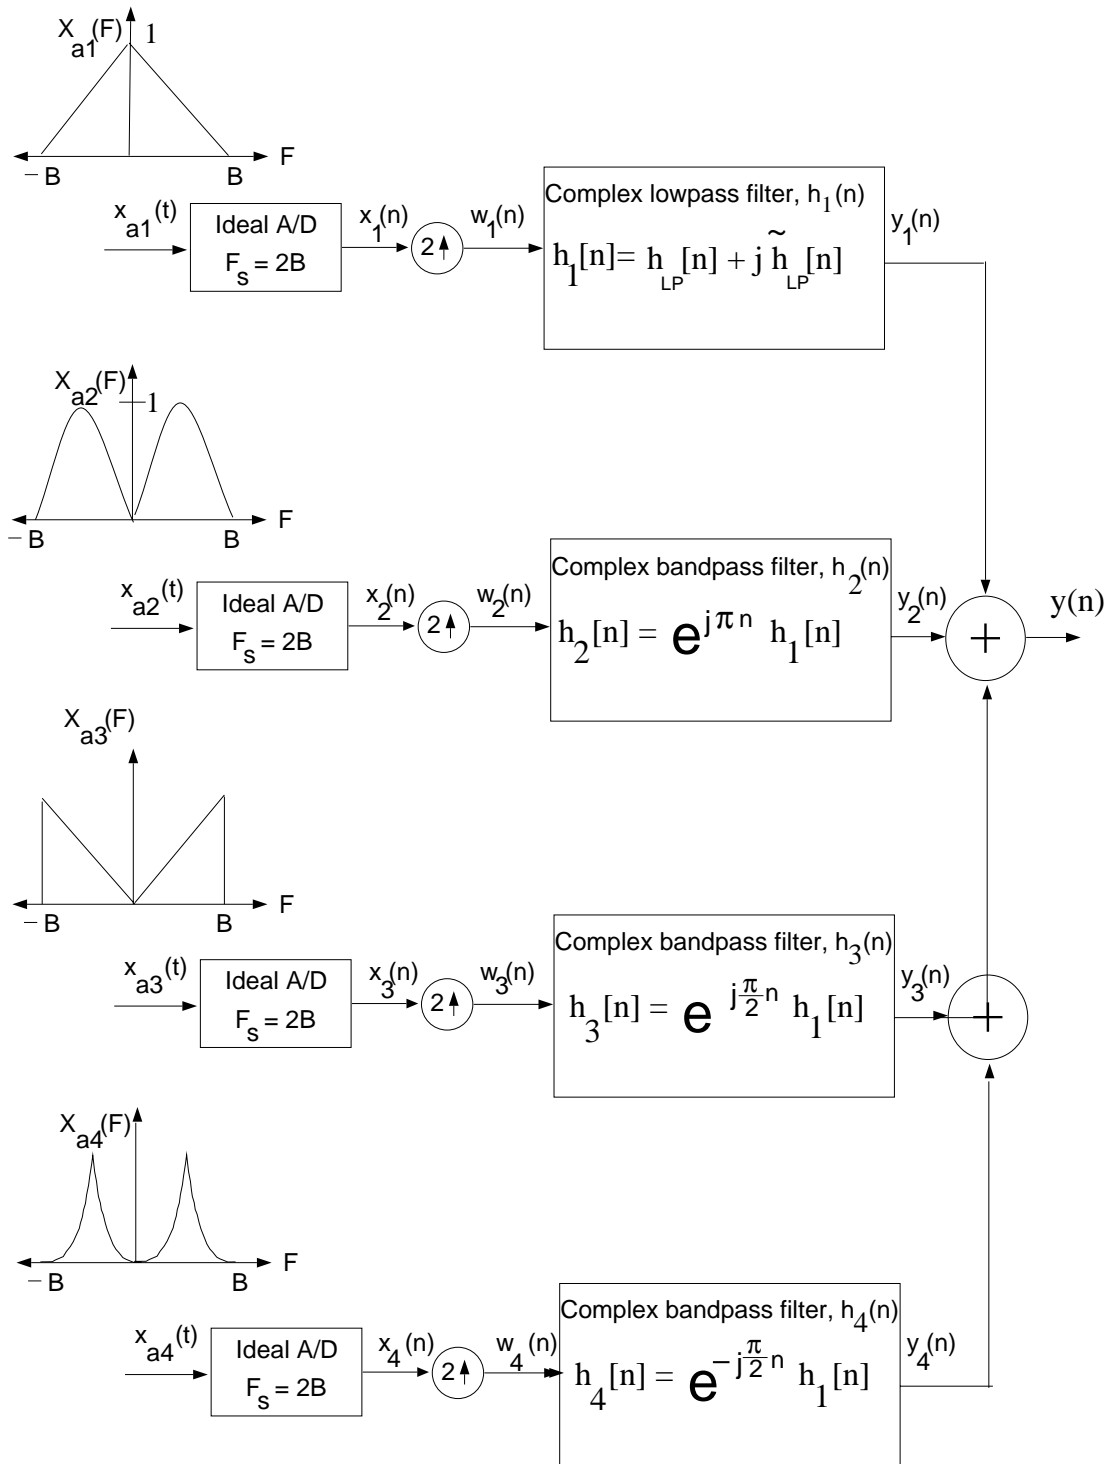 X_a1(F) 1
– B B F
x_a1(t) Ideal A/D F_s = 2B x_1(n) 2↑ w_1(n)
Complex lowpass filter, h_1(n)
h_1[n]= h_LP[n] + j h̃_LP[n]
y_1(n)
X_a2(F) 1
– B B F
x_a2(t) Ideal A/D F_s = 2B x_2(n) 2↑ w_2(n)
Complex bandpass filter, h_2(n)
h_2[n] = e^{jπn} h_1[n]
y_2(n) + y(n)
X_a3(F)
– B B F
x_a3(t) Ideal A/D F_s = 2B x_3(n) 2↑ w_3(n)
Complex bandpass filter, h_3(n)
h_3[n] = e^{j\frac{π}{2}n} h_1[n]
y_3(n) +
X_a4(F)
– B B F
x_a4(t) Ideal A/D F_s = 2B x_4(n) 2↑ w_4(n)
Complex bandpass filter, h_4(n)
h_4[n] = e^{-j\frac{π}{2}n} h_1[n]
y_4(n)